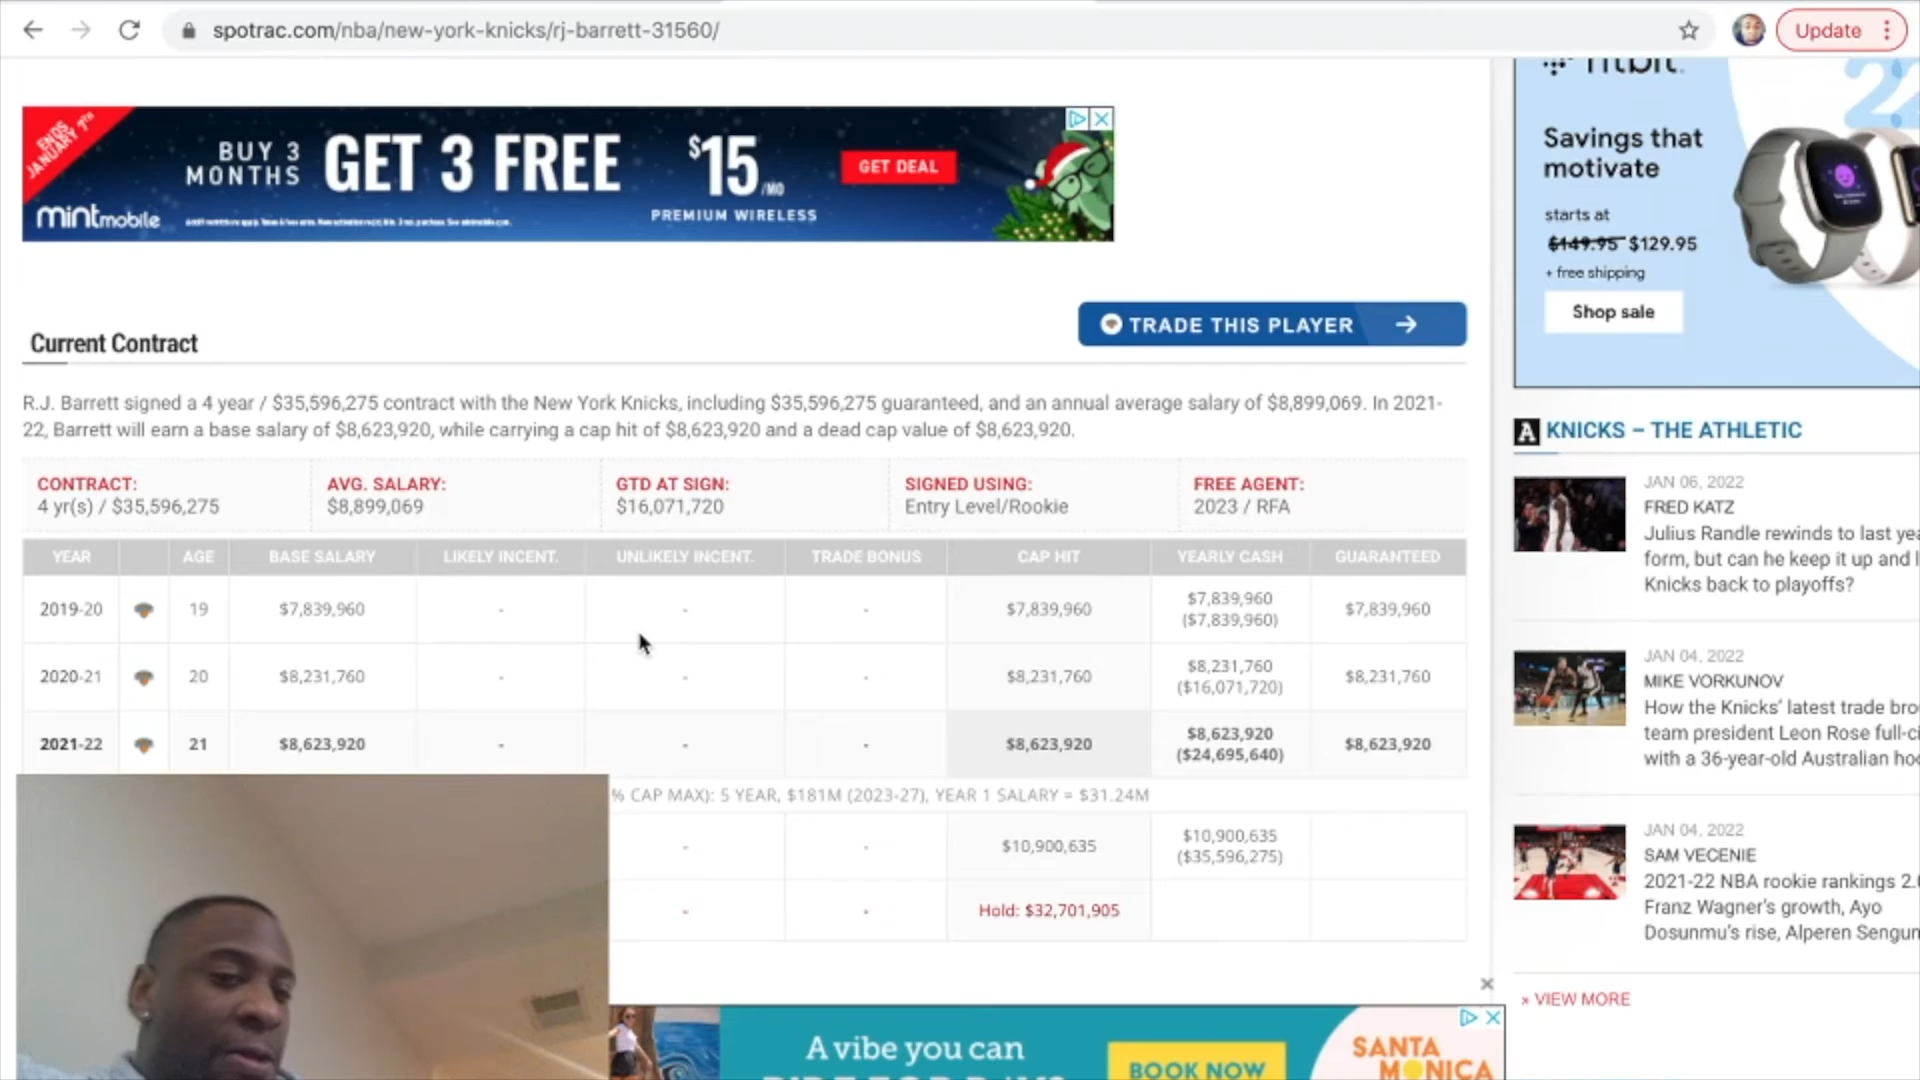 spotrac.com/nba/new-york-knicks/rj-barrett-31560/
Update
ENDS
JANUARY 7th
BUY 3
MONTHS
GET 3 FREE
$15/MO
PREMIUM WIRELESS
GET DEAL
mintmobile
fitbit.
Savings that
motivate
starts at
$149.95 $129.95
+ free shipping
Shop sale
TRADE THIS PLAYER
Current Contract
R.J. Barrett signed a 4 year / $35,596,275 contract with the New York Knicks, including $35,596,275 guaranteed, and an annual average salary of $8,899,069. In 2021-
22, Barrett will earn a base salary of $8,623,920, while carrying a cap hit of $8,623,920 and a dead cap value of $8,623,920.
CONTRACT: AVG. SALARY: GTD AT SIGN: SIGNED USING: FREE AGENT:
4 yr(s) / $35,596,275 $8,899,069 $16,071,720 Entry Level/Rookie 2023 / RFA
YEAR AGE BASE SALARY LIKELY INCENT. UNLIKELY INCENT. TRADE BONUS CAP HIT YEARLY CASH GUARANTEED
2019-20 19 $7,839,960 - - - $7,839,960 $7,839,960 $7,839,960
($7,839,960)
2020-21 20 $8,231,760 - - - $8,231,760 $8,231,760 $8,231,760
($16,071,720)
2021-22 21 $8,623,920 - - - $8,623,920 $8,623,920 $8,623,920
($24,695,640)
% CAP MAX): 5 YEAR, $181M (2023-27), YEAR 1 SALARY = $31.24M
- - $10,900,635 $10,900,635
($35,596,275)
- - Hold: $32,701,905
A KNICKS – THE ATHLETIC
JAN 06, 2022
FRED KATZ
Julius Randle rewinds to last yea
form, but can he keep it up and l
Knicks back to playoffs?
JAN 04, 2022
MIKE VORKUNOV
How the Knicks' latest trade bro
team president Leon Rose full-ci
with a 36-year-old Australian hoo
JAN 04, 2022
SAM VECENIE
2021-22 NBA rookie rankings 2.0
Franz Wagner's growth, Ayo
Dosunmu's rise, Alperen Sengun
» VIEW MORE
A vibe you can
BOOK NOW
SANTA
MONICA